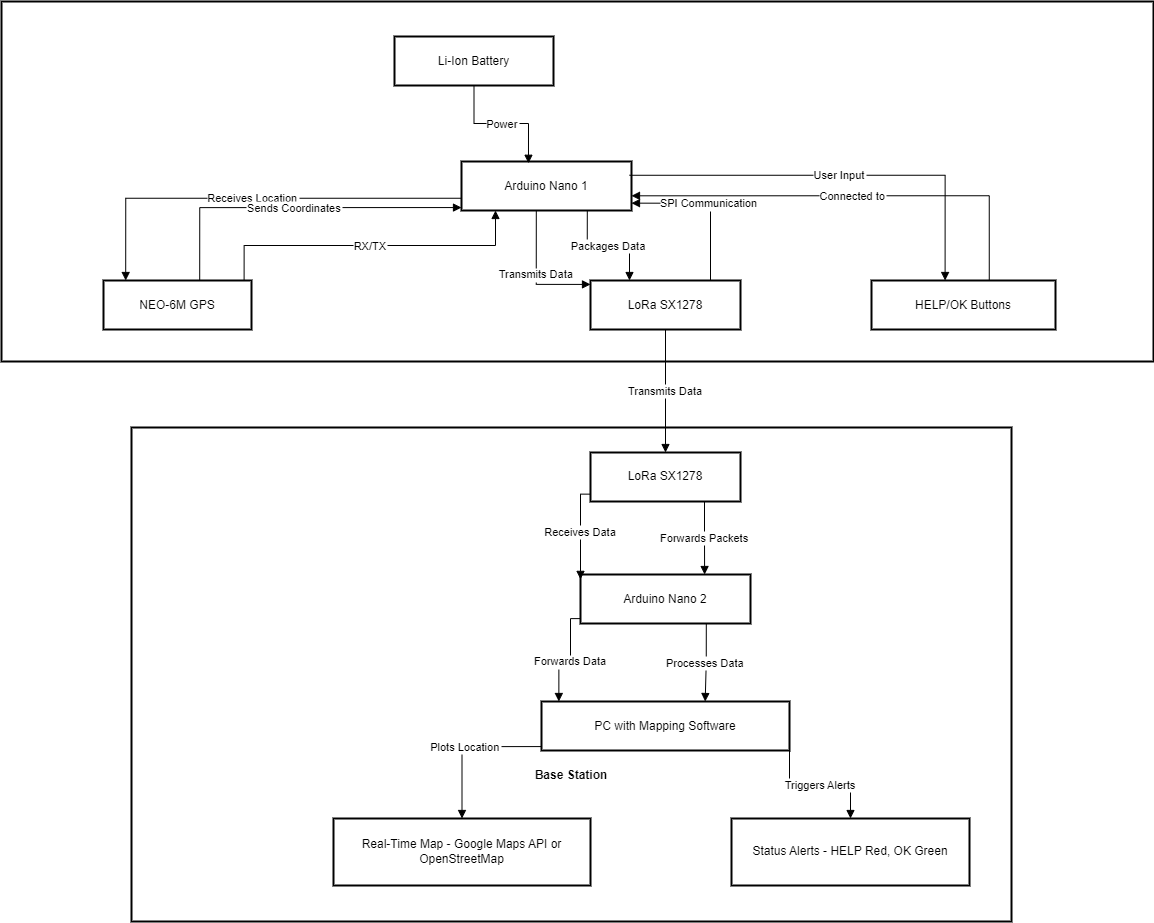 Li-Ion Battery
Power
Arduino Nano 1
User Input
Receives Location
Connected to
Sends Coordinates
SPI Communication
RX/TX
Packages Data
Transmits Data
NEO-6M GPS
LoRa SX1278
HELP/OK Buttons
Transmits Data
LoRa SX1278
Receives Data
Forwards Packets
Arduino Nano 2
Forwards Data
Processes Data
PC with Mapping Software
Plots Location
Base Station
Triggers Alerts
Real-Time Map - Google Maps API or
OpenStreetMap
Status Alerts - HELP Red, OK Green